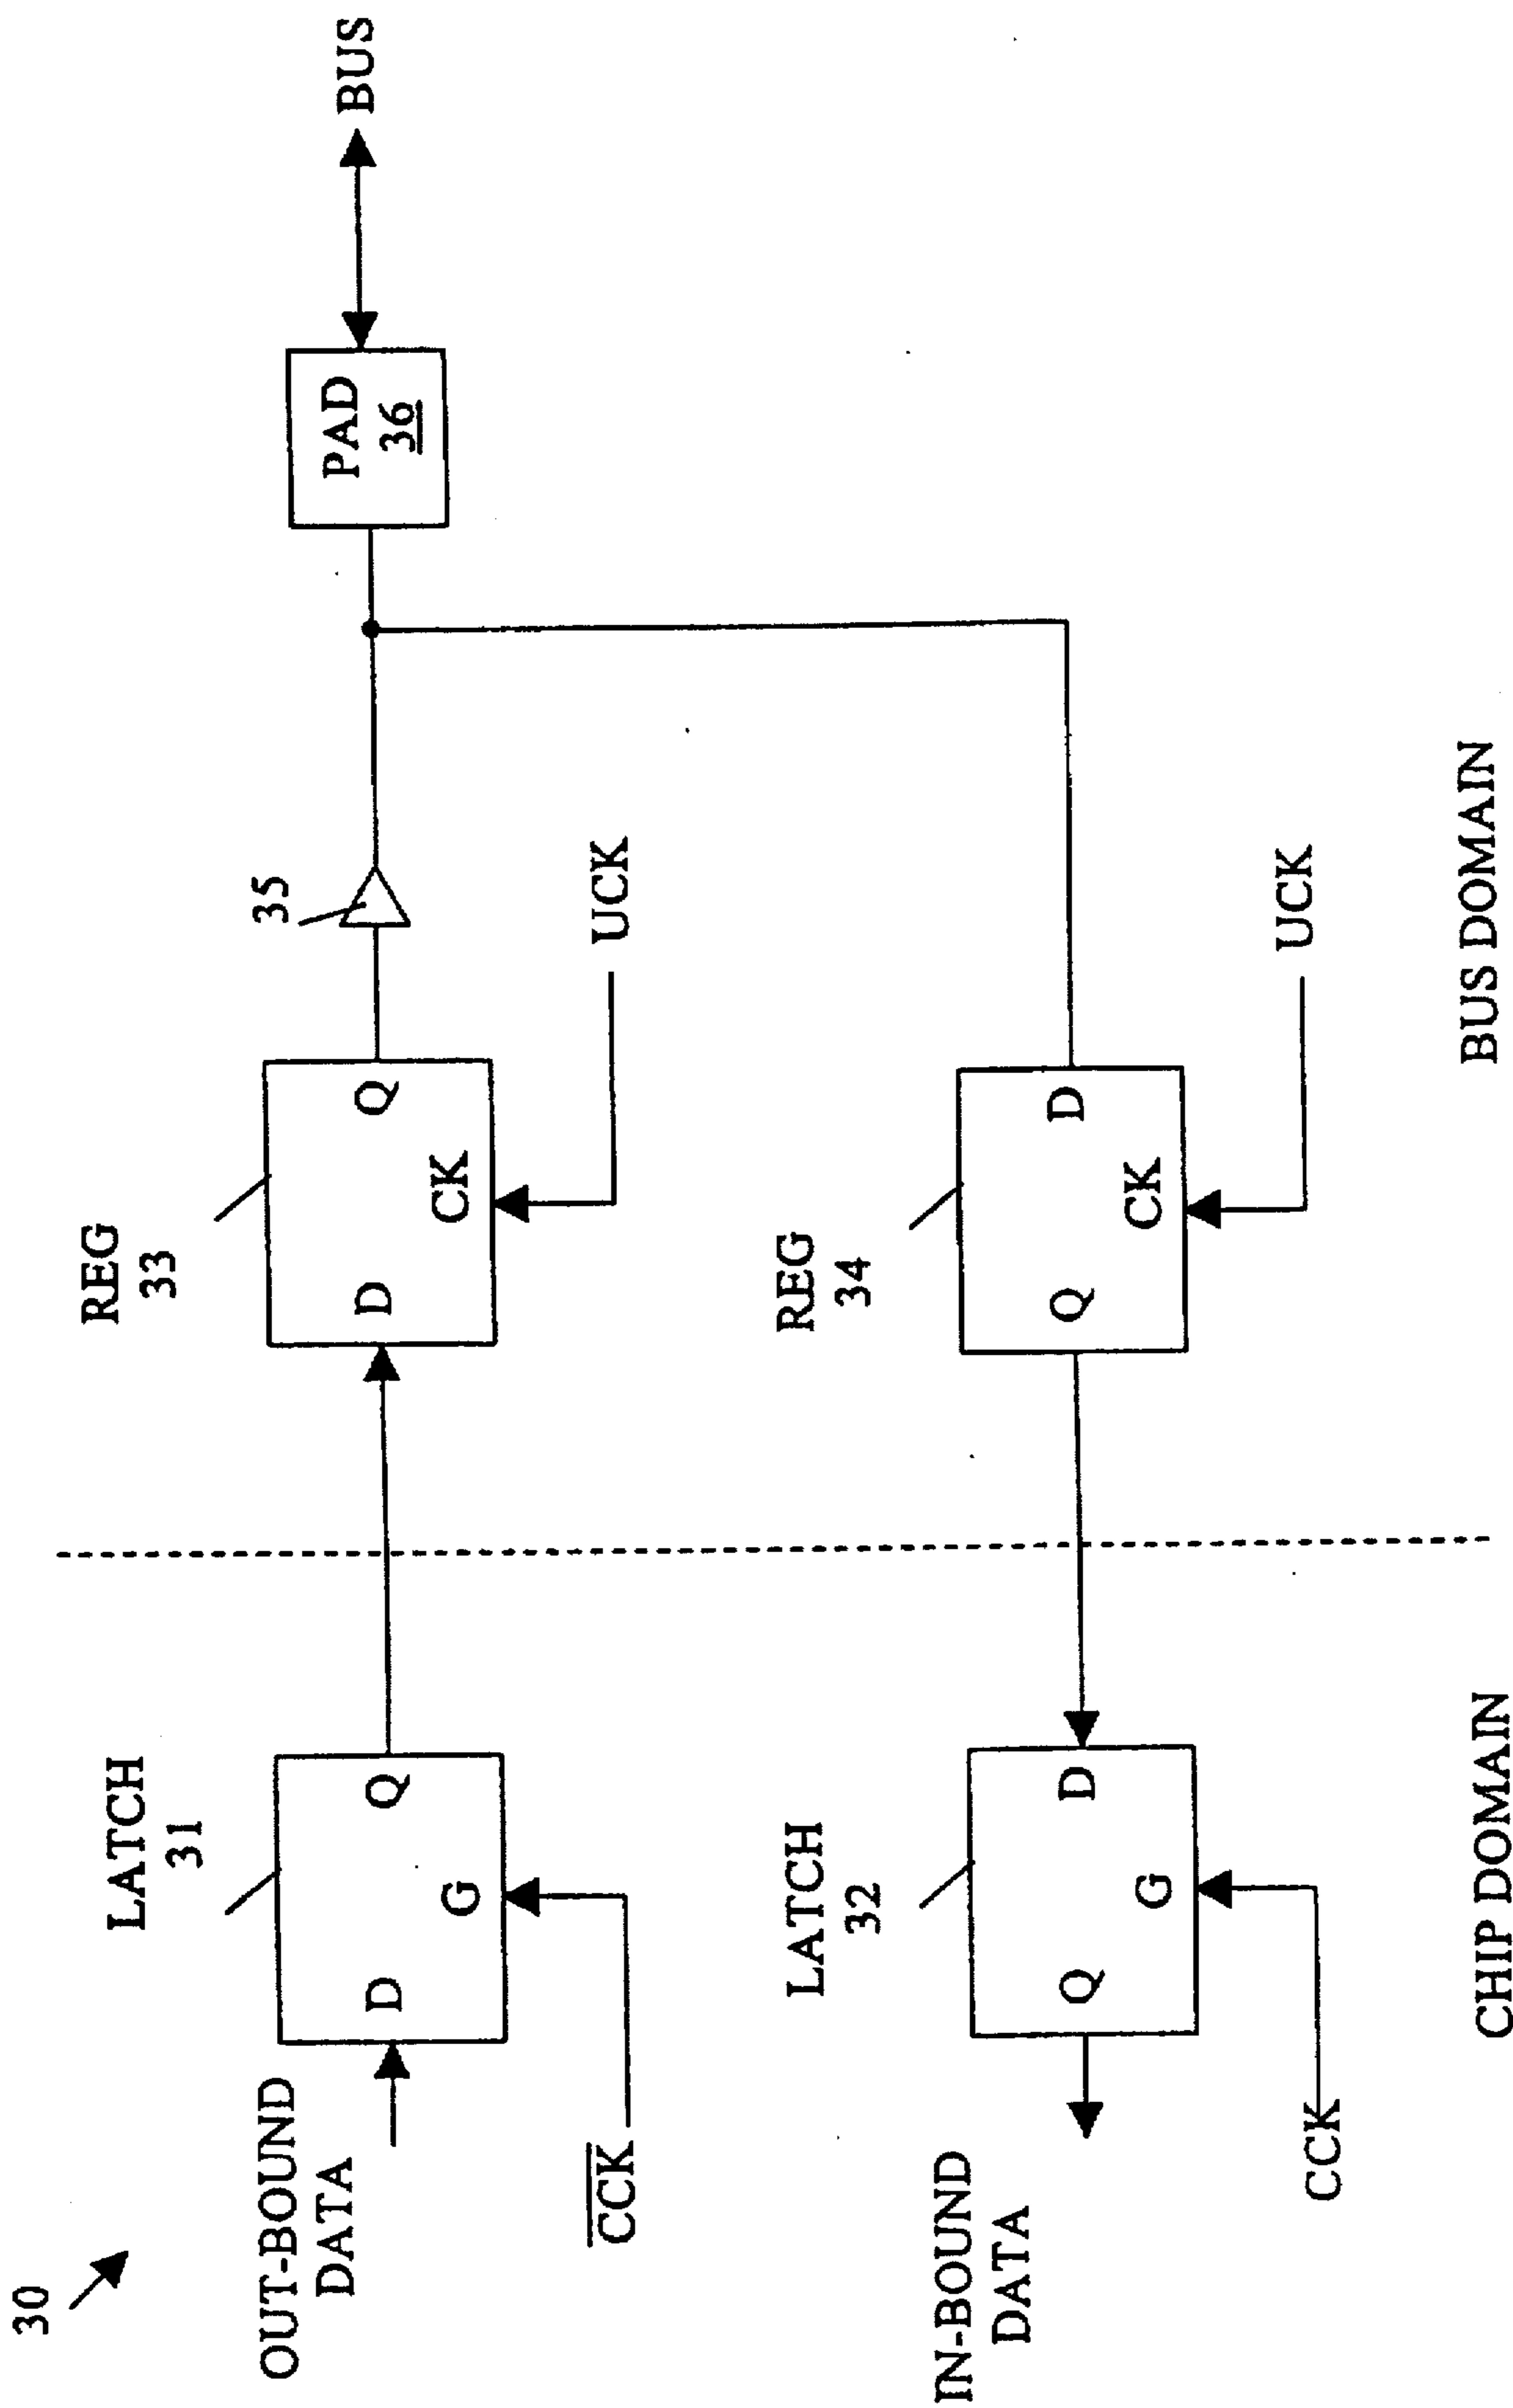 30
OUT-BOUND
DATA
CCK
LATCH
31
D
Q
G
REG
33
D
Q
CK
UCK
35
PAD
36
BUS
IN-BOUND
DATA
CCK
LATCH
32
Q
D
G
REG
34
Q
D
CK
UCK
CHIP DOMAIN
BUS DOMAIN